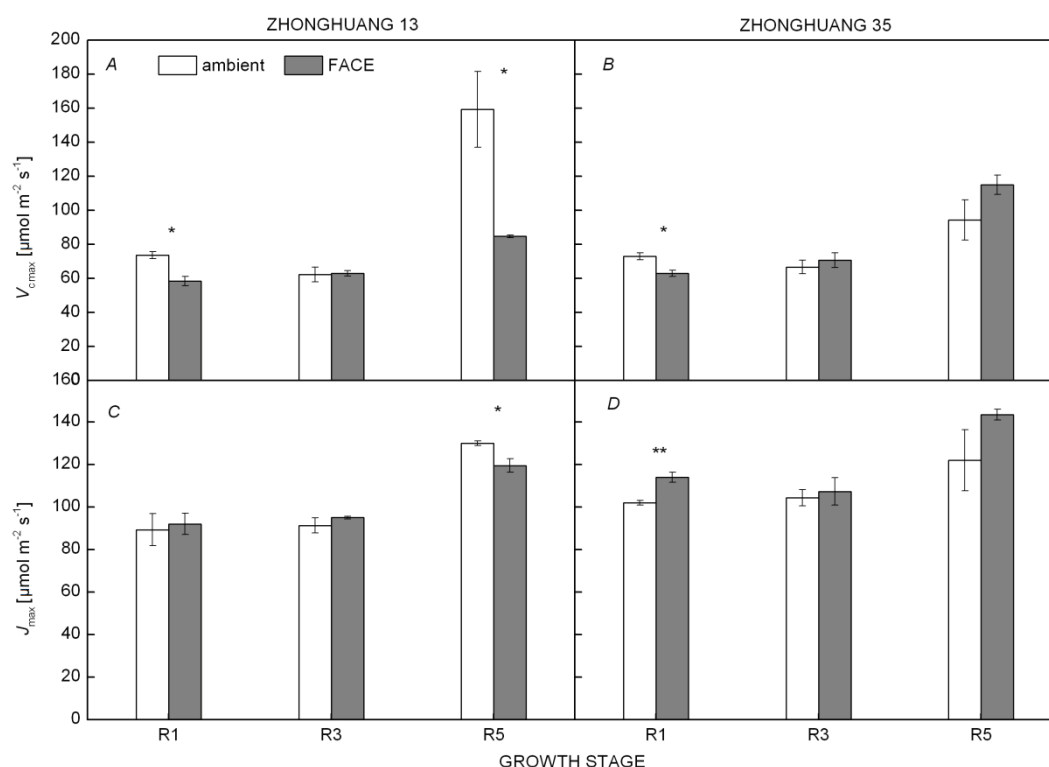 ZHONGHUANG 13 ZHONGHUANG 35
200
A ambient FACE * B
180
160
140
120
100
80 * *
60
40
20
160
V cmax [µmol m-2 s-1]
C * D
140
**
120
100
80
60
40
20
0
J max [µmol m-2 s-1]
R1 R3 R5 R1 R3 R5
GROWTH STAGE